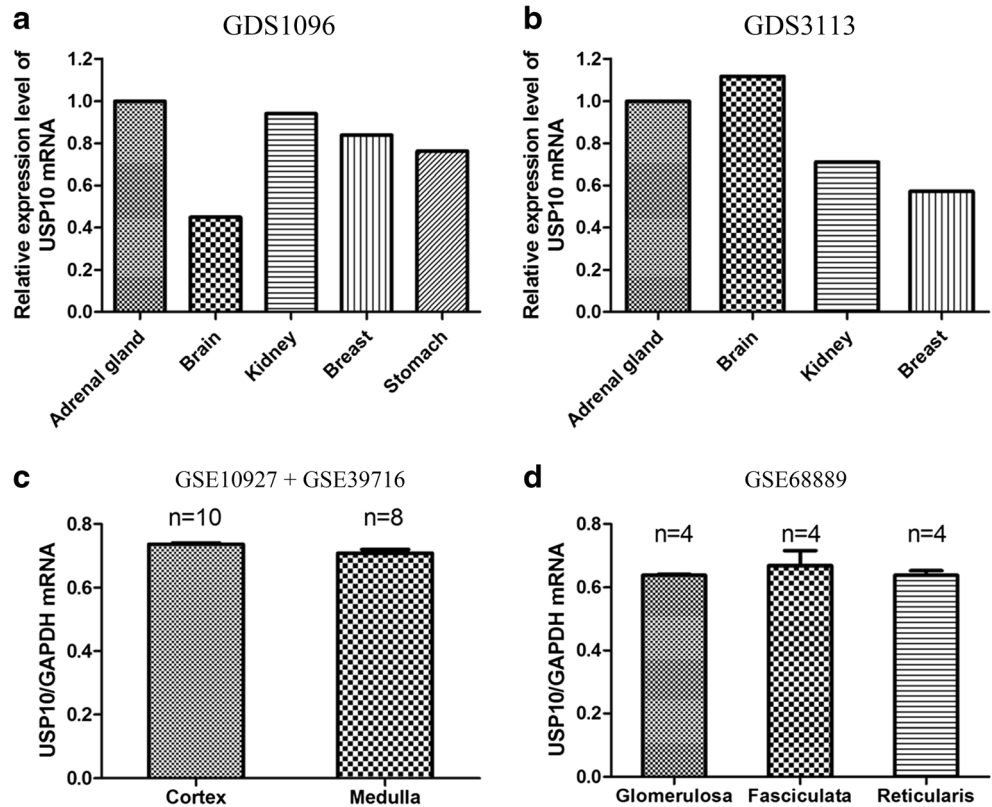 a
GDS1096
Relative expression level of
USP10 mRNA
1.2
1.0
0.8
0.6
0.4
0.2
0.0
Adrenal gland
Brain
Kidney
Breast
Stomach
b
GDS3113
Relative expression level of
USP10 mRNA
1.2
1.0
0.8
0.6
0.4
0.2
0.0
Adrenal gland
Brain
Kidney
Breast
c
GSE10927 + GSE39716
USP10/GAPDH mRNA
0.8
0.6
0.4
0.2
0.0
n=10
n=8
Cortex
Medulla
d
GSE68889
USP10/GAPDH mRNA
0.8
0.6
0.4
0.2
0.0
n=4
n=4
n=4
Glomerulosa
Fasciculata
Reticularis